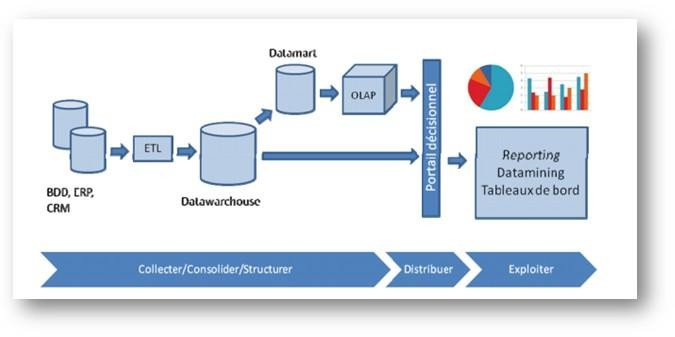 Datamart
OLAP
ETL
BDD, ERP,
CRM
Datawarehouse
Portail décisionnel
Reporting
Datamining
Tableaux de bord
Collecter/Consolider/Structurer
Distribuer
Exploiter